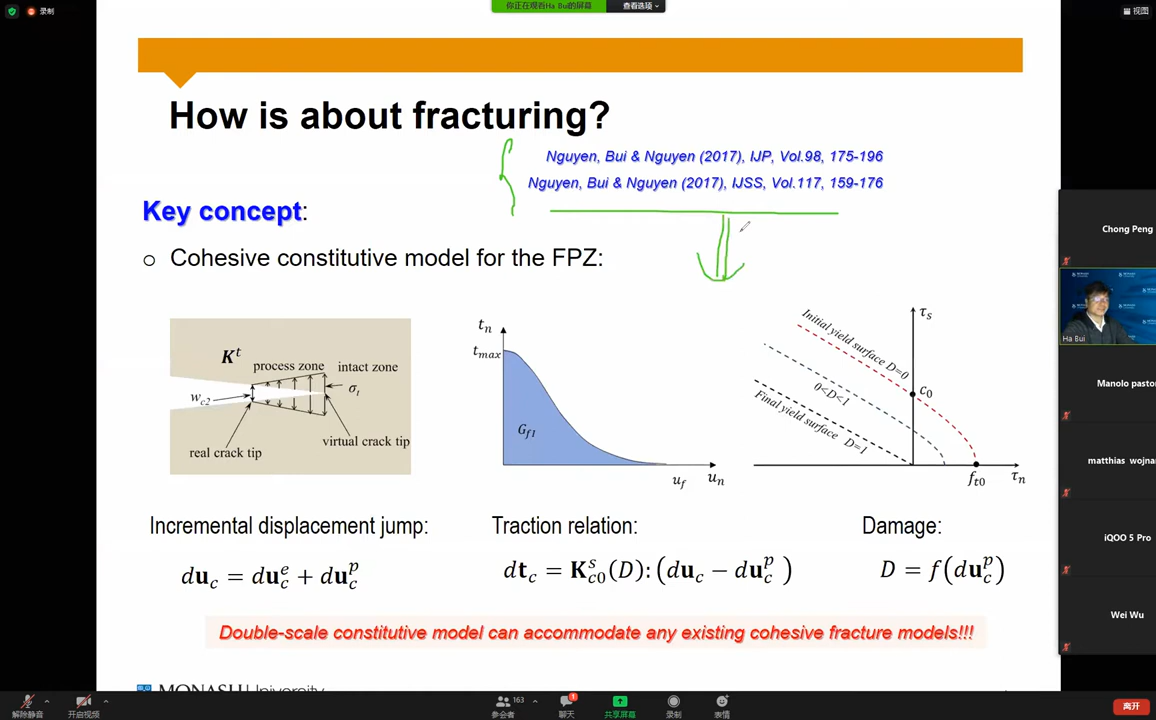 录制
你正在观看Ha Bui的屏幕
查看选项
视图
How is about fracturing?
Nguyen, Bui & Nguyen (2017), IJP, Vol.98, 175-196
Nguyen, Bui & Nguyen (2017), IJSS, Vol.117, 159-176
Key concept:
Cohesive constitutive model for the FPZ:
K^t
process zone
intact zone
w_c2
σ_t
real crack tip
virtual crack tip
t_n
t_max
G_fI
u_f
u_n
τ_s
Initial yield surface D=0
c_0
0<D<1
Final yield surface D=1
f_t0
τ_n
Incremental displacement jump:
Traction relation:
Damage:
du_c = du_c^e + du_c^p
dt_c = K_c0^s(D): (du_c − du_c^p)
D = f(du_c^p)
Double-scale constitutive model can accommodate any existing cohesive fracture models!!!
MONASH University
Chong Peng
Ha Bui
Manolo pasto
matthias wojnar
iQOO 5 Pro
Wei Wu
解除静音
开启视频
163
参会者
1
聊天
共享屏幕
录制
表情
离开